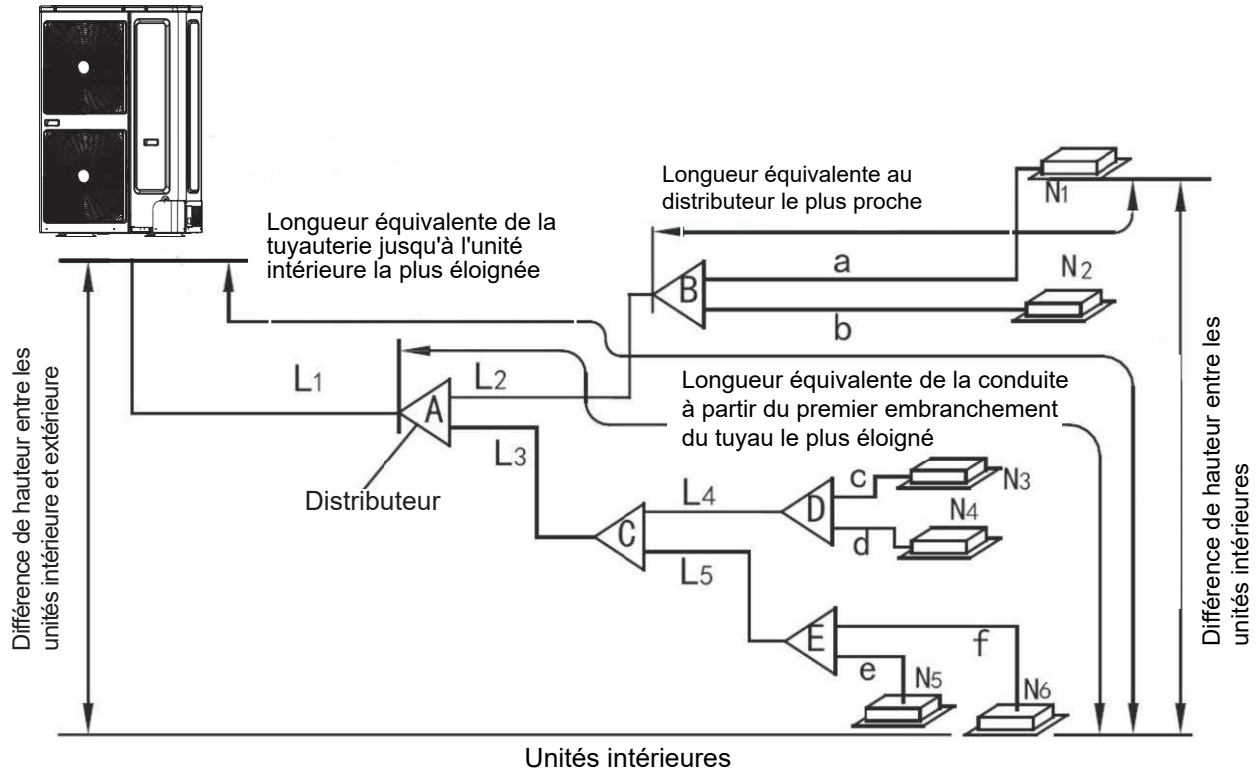 Longueur équivalente au
distributeur le plus proche
N1
Longueur équivalente de la
tuyauterie jusqu'à l'unité
intérieure la plus éloignée
a
N2
B
b
Différence de hauteur entre les
unités intérieure et extérieure
L1
L2
A
Longueur équivalente de la conduite
à partir du premier embranchement
du tuyau le plus éloigné
Différence de hauteur entre les
unités intérieures
L3
Distributeur
L4
c
N3
D
N4
d
C
L5
E
f
e
N5
N6
Unités intérieures